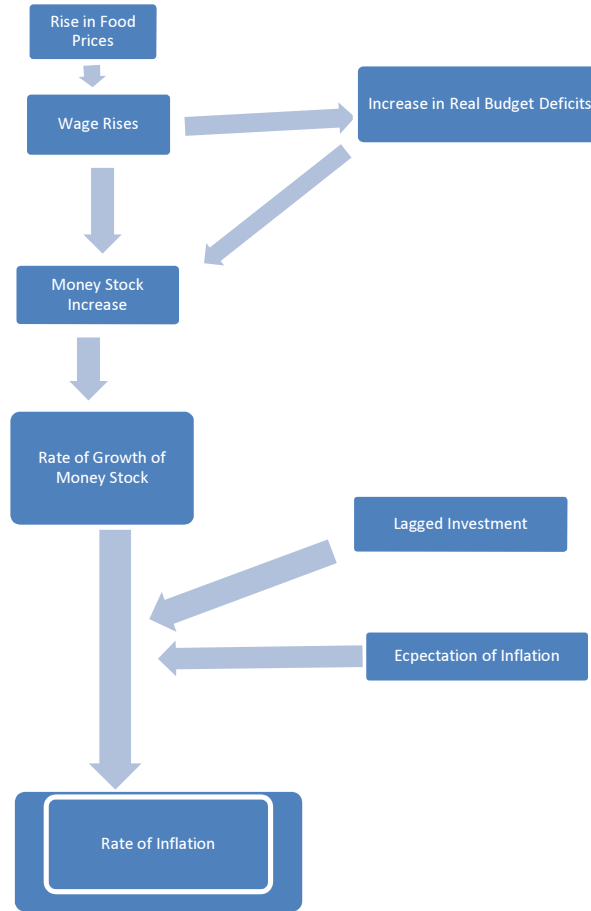 Rise in Food
Prices
Wage Rises
Increase in Real Budget Deficits
Money Stock
Increase
Rate of Growth of
Money Stock
Lagged Investment
Ecpectation of Inflation
Rate of Inflation